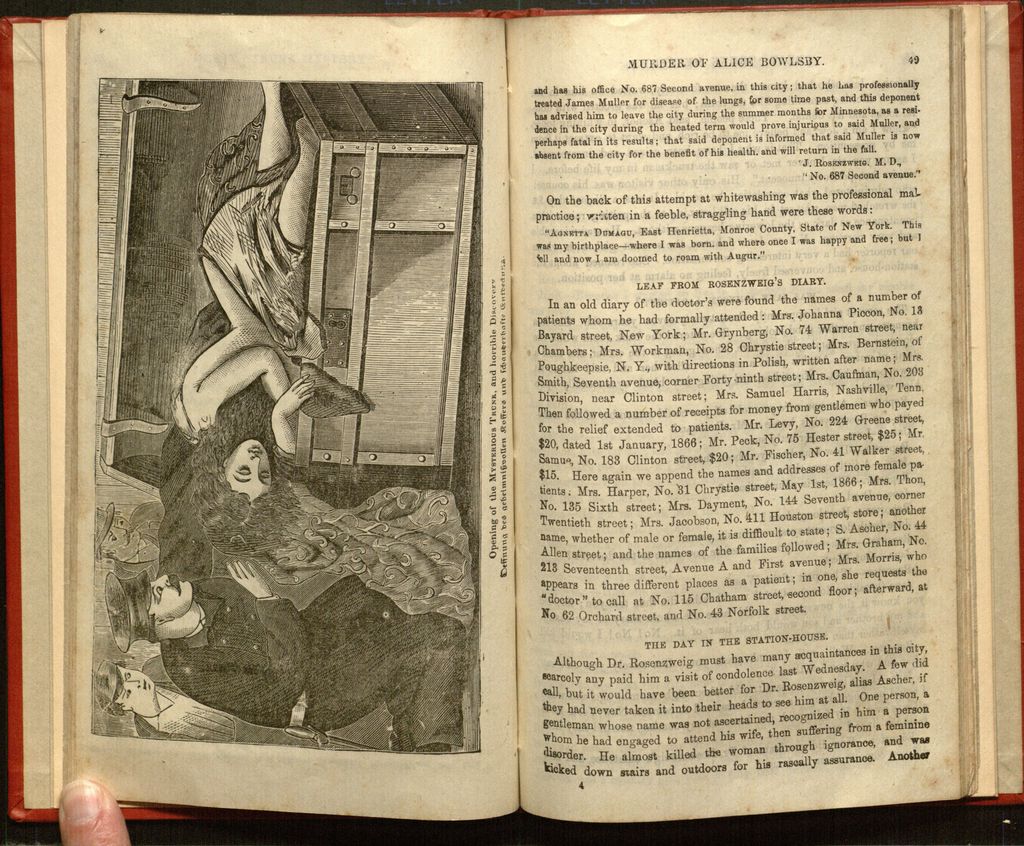 Opening of the MYSTERIOUS TRUNK, and horrible Discovery
Oeffnung des geheimnißvollen Koffers und schauderhafte Entdeckung
MURDER OF ALICE BOWLSBY.
49
and has his office No. 687 Second avenue, in this city; that he has professionally
treated James Muller for disease of the lungs, for some time past, and this deponent
has advised him to leave the city during the summer months for Minnesota, as a resi-
dence in the city during the heated term would prove injurious to said Muller, and
perhaps fatal in its results; that said deponent is informed that said Muller is now
absent from the city for the benefit of his health, and will return in the fall.
"J. ROSENZWEIG, M. D.,
"No. 687 Second avenue."
On the back of this attempt at whitewashing was the professional mal-
practice; written in a feeble, straggling hand were these words:
"AGNETTA DUMAGU, East Henrietta, Monroe County, State of New York. This
was my birthplace—where I was born, and where once I was happy and free; but I
fell and now I am doomed to roam with Augur."
LEAF FROM ROSENZWEIG'S DIARY.
In an old diary of the doctor's were found the names of a number of
patients whom he had formally attended: Mrs. Johanna Piccon, No. 13
Bayard street, New York; Mr. Grynberg, No. 74 Warren street, near
Chambers; Mrs. Workman, No. 28 Chrystie street; Mrs. Bernstein, of
Poughkeepsie, N. Y., with directions in Polish, written after name; Mrs.
Smith, Seventh avenue, corner Forty-ninth street; Mrs. Caufman, No. 203
Division, near Clinton street; Mrs. Samuel Harris, Nashville, Tenn.
Then followed a number of receipts for money from gentlemen who payed
for the relief extended to patients. Mr. Levy, No. 224 Greene street,
$20, dated 1st January, 1866; Mr. Peck, No. 75 Hester street, $25; Mr.
Samue, No. 183 Clinton street, $20; Mr. Fischer, No. 41 Walker street,
$15. Here again we append the names and addresses of more female pa-
tients. Mrs. Harper, No. 31 Chrystie street, May 1st, 1866; Mrs. Thon,
No. 135 Sixth street; Mrs. Dayment, No. 144 Seventh avenue, corner
Twentieth street; Mrs. Jacobson, No. 411 Houston street, store; another
name, whether of male or female, it is difficult to state; S. Ascher, No. 44
Allen street; and the names of the families followed; Mrs. Graham, No.
213 Seventeenth street, Avenue A and First avenue; Mrs. Morris, who
appears in three different places as a patient; in one, she requests the
"doctor" to call at No. 115 Chatham street, second floor; afterward, at
No 62 Orchard street, and No. 43 Norfolk street.
THE DAY IN THE STATION-HOUSE.
Although Dr. Rosenzweig must have many acquaintances in this city,
scarcely any paid him a visit of condolence last Wednesday. A few did
call, but it would have been better for Dr. Rosenzweig, alias Ascher, if
they had never taken it into their heads to see him at all. One person, a
gentleman whose name was not ascertained, recognized in him a person
whom he had engaged to attend his wife, then suffering from a feminine
disorder. He almost killed the woman through ignorance, and was
kicked down stairs and outdoors for his rascally assurance. Another
4